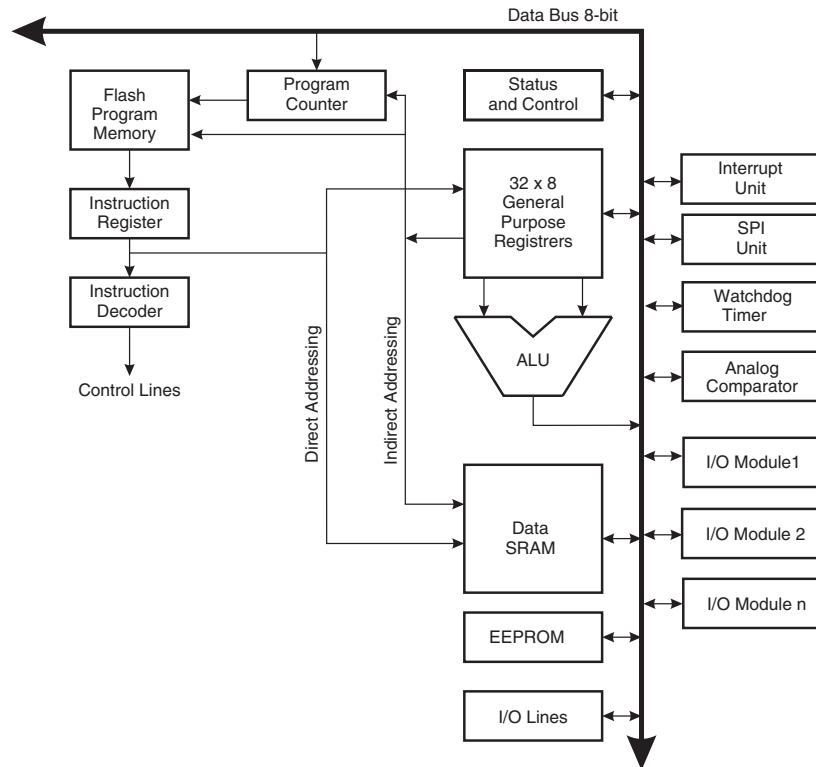 Data Bus 8-bit
Flash
Program
Memory
Program
Counter
Status
and Control
Instruction
Register
32 x 8
General
Purpose
Registrers
Interrupt
Unit
SPI
Unit
Instruction
Decoder
Watchdog
Timer
ALU
Analog
Comparator
Control Lines
Direct Addressing
Indirect Addressing
I/O Module1
Data
SRAM
I/O Module 2
I/O Module n
EEPROM
I/O Lines